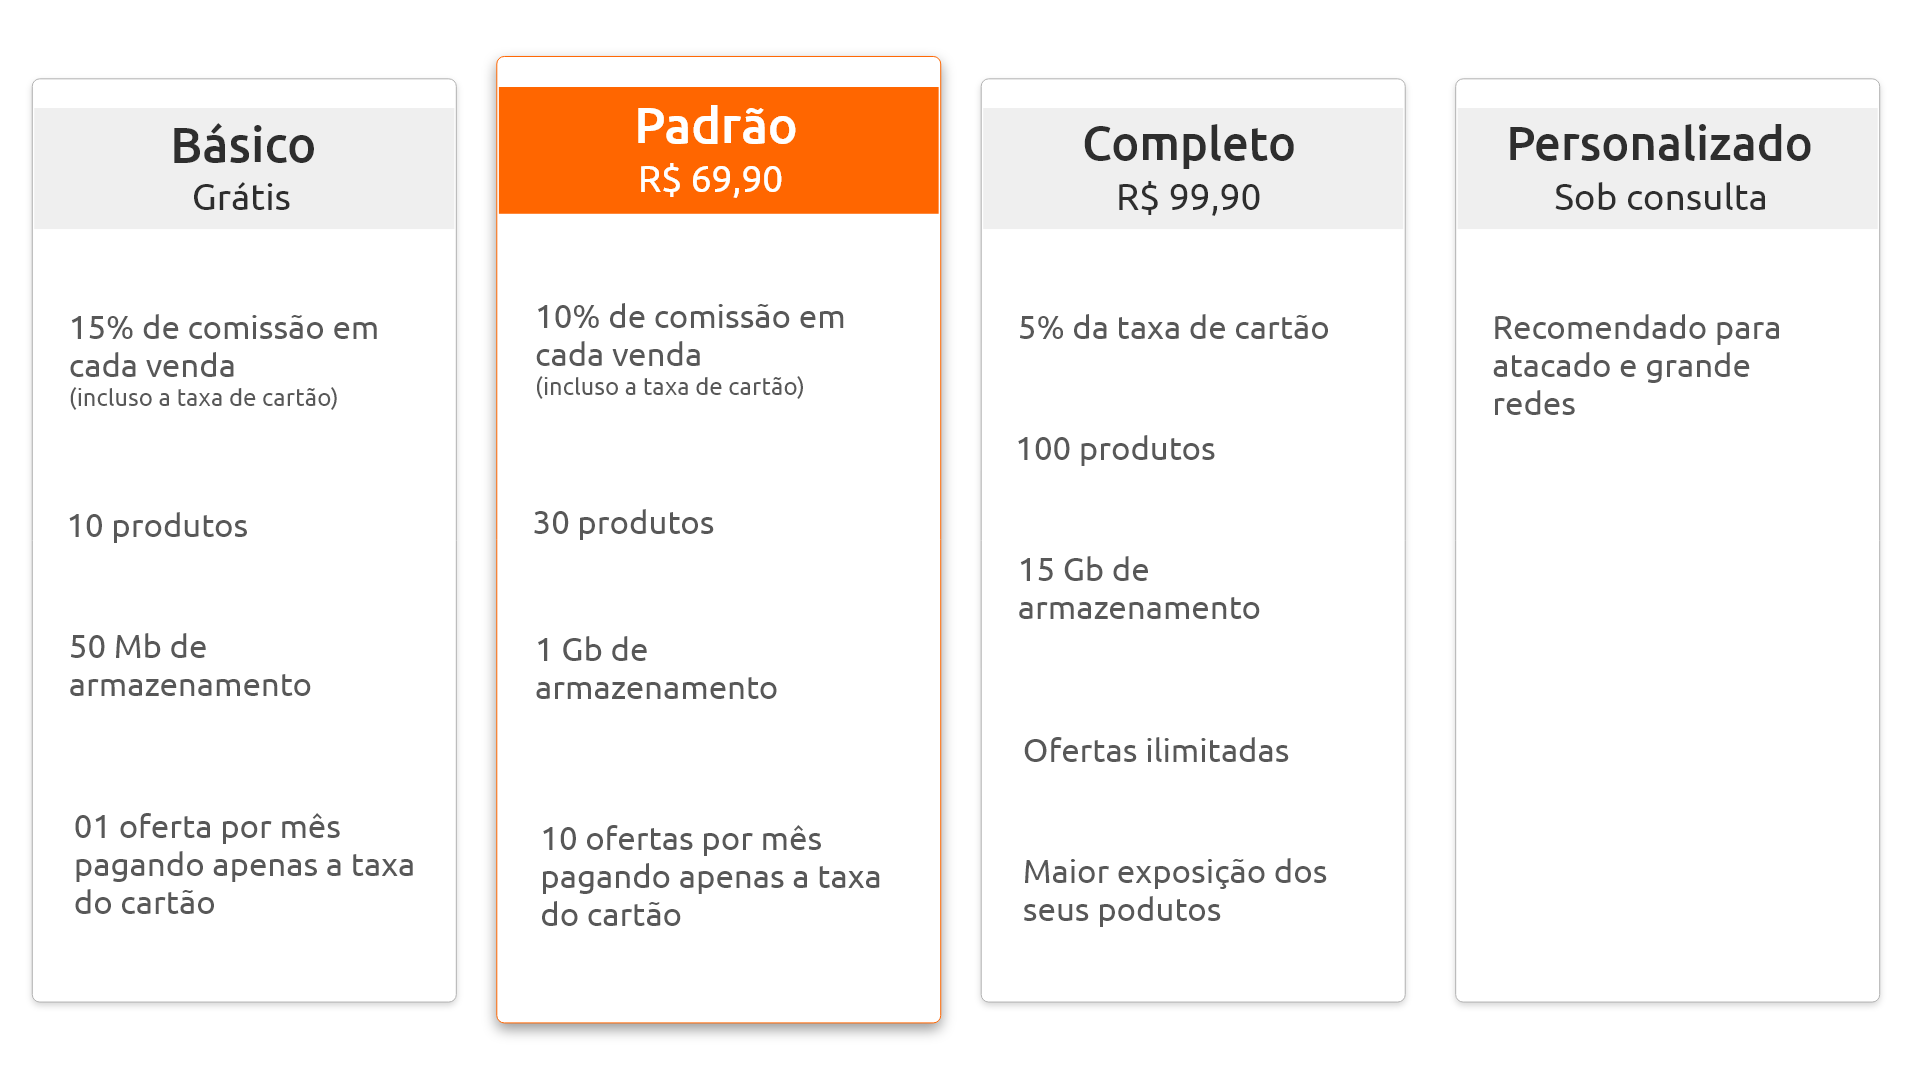 Básico
Grátis
15% de comissão em
cada venda
(incluso a taxa de cartão)
10 produtos
50 Mb de
armazenamento
01 oferta por mês
pagando apenas a taxa
do cartão
Padrão
R$ 69,90
10% de comissão em
cada venda
(incluso a taxa de cartão)
30 produtos
1 Gb de
armazenamento
10 ofertas por mês
pagando apenas a taxa
do cartão
Completo
R$ 99,90
5% da taxa de cartão
100 produtos
15 Gb de
armazenamento
Ofertas ilimitadas
Maior exposição dos
seus podutos
Personalizado
Sob consulta
Recomendado para
atacado e grande
redes